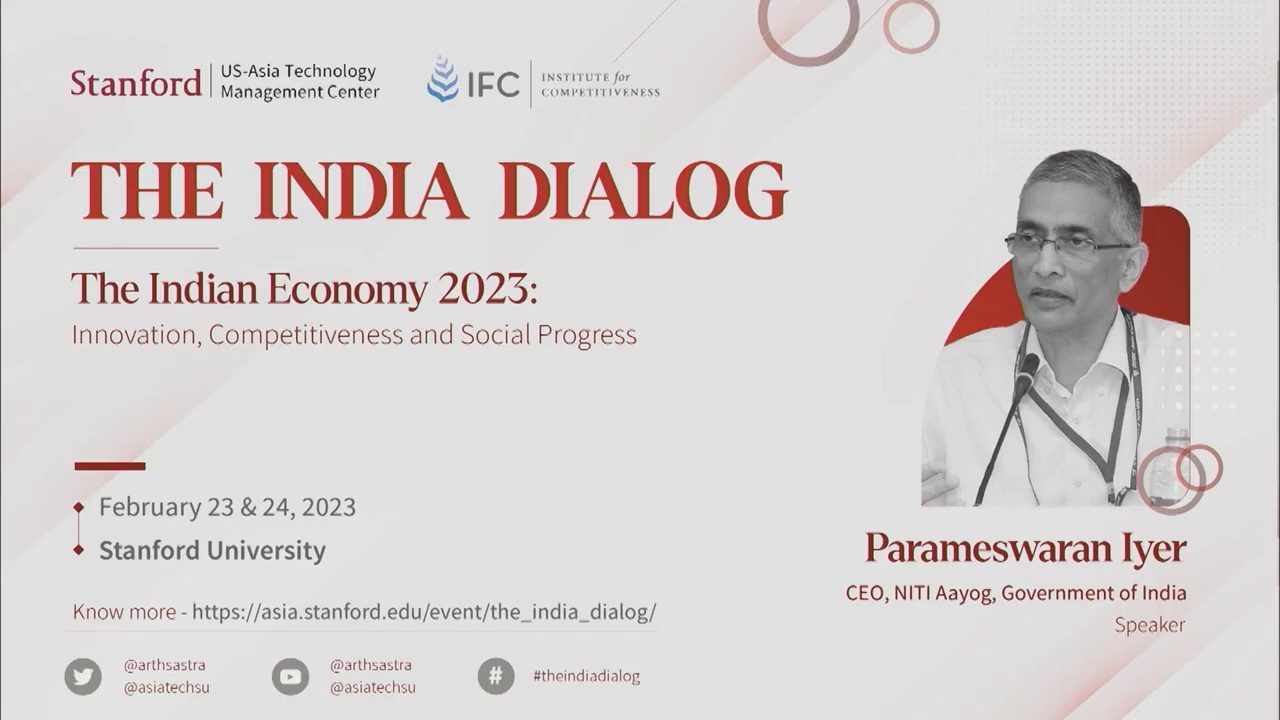 Stanford
US-Asia Technology
Management Center
IFC
INSTITUTE for
COMPETITIVENESS
THE INDIA DIALOG
The Indian Economy 2023:
Innovation, Competitiveness and Social Progress
February 23 & 24, 2023
Stanford University
Know more - https://asia.stanford.edu/event/the_india_dialog/
@arthsastra
@asiatechsu
@arthsastra
@asiatechsu
#
#theindiadialog
Parameswaran Iyer
CEO, NITI Aayog, Government of India
Speaker